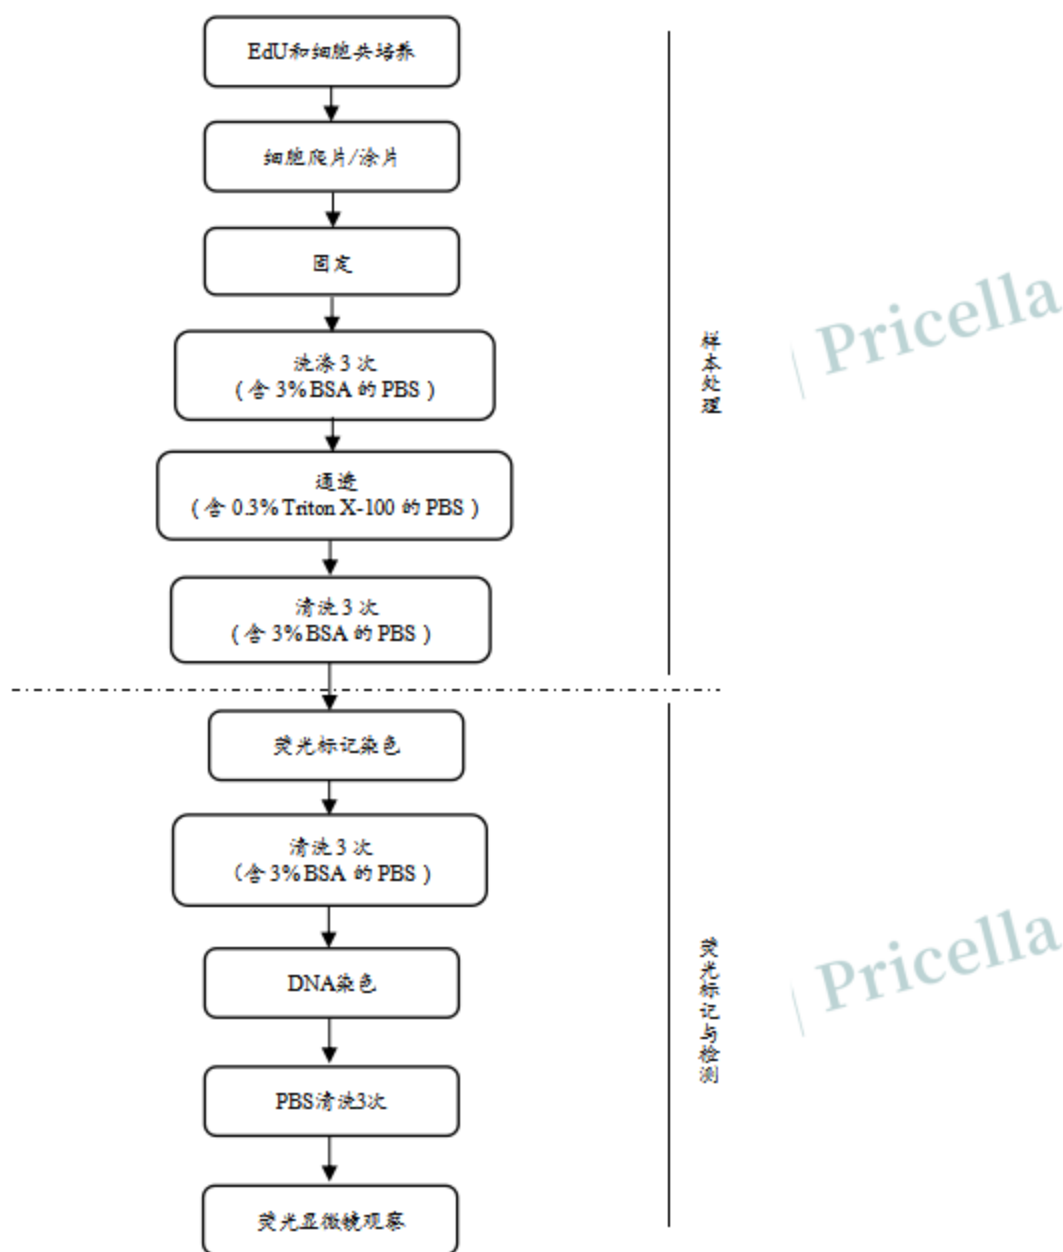 EdU和细胞共培养
细胞爬片/涂片
固定
洗涤3次
(含3%BSA的PBS)
通透
(含0.3%Triton X-100的PBS)
清洗3次
(含3%BSA的PBS)
样本处理
荧光标记染色
清洗3次
（含3%BSA的PBS）
DNA染色
PBS清洗3次
荧光显微镜观察
荧光标记与检测
Pricella
Pricella